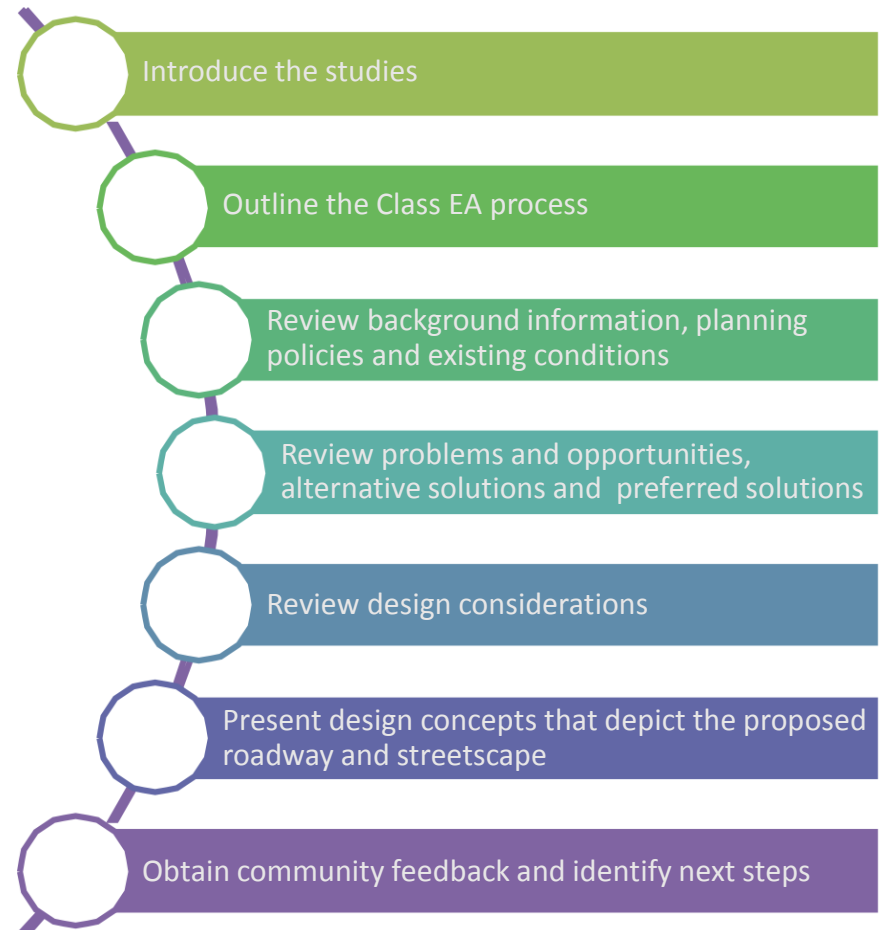 Introduce the studies
Outline the Class EA process
Review background information, planning
policies and existing conditions
Review problems and opportunities,
alternative solutions and  preferred solutions
Review design considerations
Present design concepts that depict the proposed
roadway and streetscape
Obtain community feedback and identify next steps